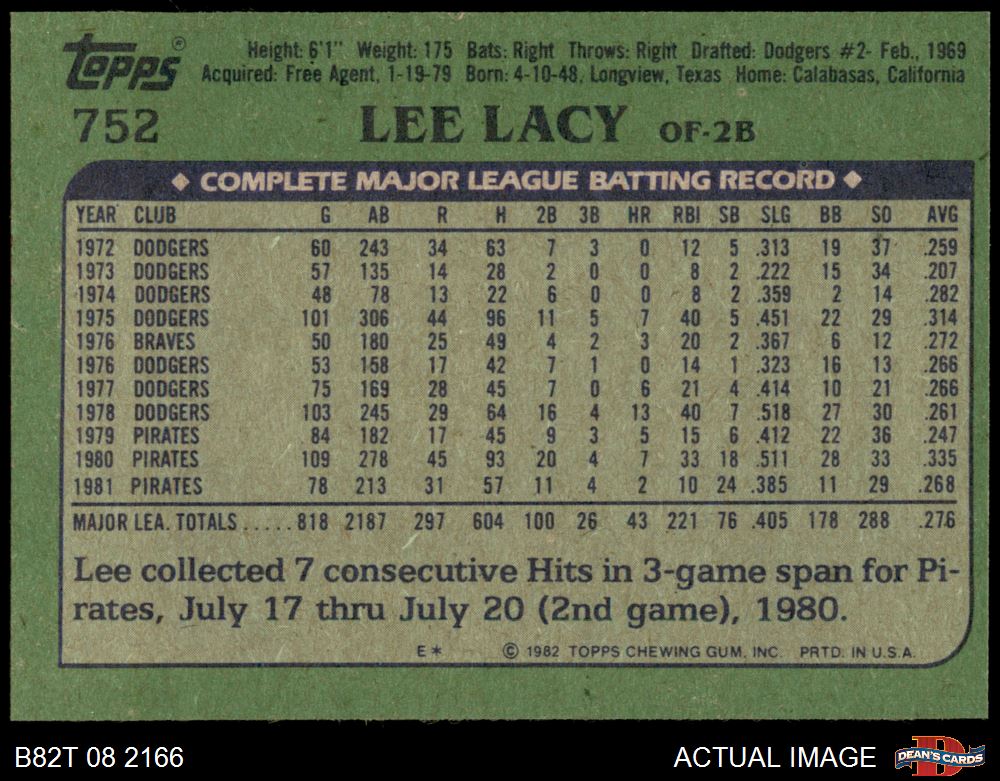 Topps® Height: 6'1" Weight: 175 Bats: Right Throws: Right Drafted: Dodgers #2- Feb., 1969
Acquired: Free Agent, 1-19-79 Born: 4-10-48, Longview, Texas Home: Calabasas, California
752 LEE LACY OF-2B
◆ COMPLETE MAJOR LEAGUE BATTING RECORD ◆
YEAR CLUB G AB R H 2B 3B HR RBI SB SLG BB SO AVG
1972 DODGERS 60 243 34 63 7 3 0 12 5 .313 19 37 .259
1973 DODGERS 57 135 14 28 2 0 0 8 2 .222 15 34 .207
1974 DODGERS 48 78 13 22 6 0 0 8 2 .359 2 14 .282
1975 DODGERS 101 306 44 96 11 5 7 40 5 .451 22 29 .314
1976 BRAVES 50 180 25 49 4 2 3 20 2 .367 6 12 .272
1976 DODGERS 53 158 17 42 7 1 0 14 1 .323 16 13 .266
1977 DODGERS 75 169 28 45 7 0 6 21 4 .414 10 21 .266
1978 DODGERS 103 245 29 64 16 4 13 40 7 .518 27 30 .261
1979 PIRATES 84 182 17 45 9 3 5 15 6 .412 22 36 .247
1980 PIRATES 109 278 45 93 20 4 7 33 18 .511 28 33 .335
1981 PIRATES 78 213 31 57 11 4 2 10 24 .385 11 29 .268
MAJOR LEA. TOTALS.....818 2187 297 604 100 26 43 221 76 .405 178 288 .276
Lee collected 7 consecutive Hits in 3-game span for Pi-
rates, July 17 thru July 20 (2nd game), 1980.
E* © 1982 TOPPS CHEWING GUM, INC. PRTD. IN U.S.A.
B82T 08 2166 ACTUAL IMAGE D DEAN'S CARDS